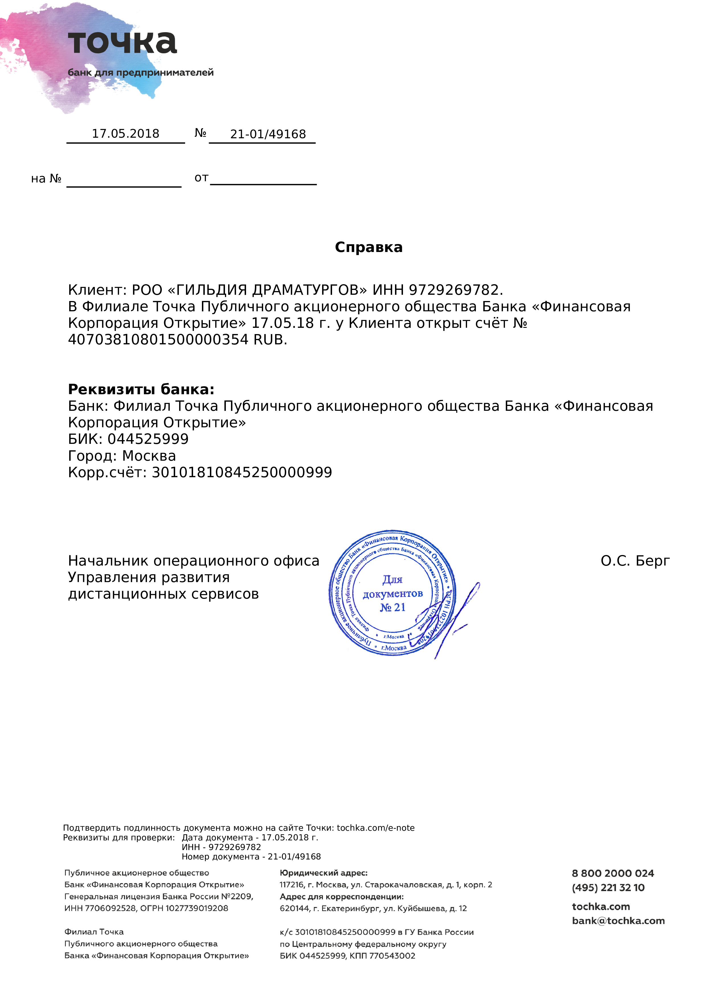 точка
банк для предпринимателей
17.05.2018 № 21-01/49168
на № от
Справка
Клиент: РОО «ГИЛЬДИЯ ДРАМАТУРГОВ» ИНН 9729269782.
В Филиале Точка Публичного акционерного общества Банка «Финансовая
Корпорация Открытие» 17.05.18 г. у Клиента открыт счёт №
40703810801500000354 RUB.
Реквизиты банка:
Банк: Филиал Точка Публичного акционерного общества Банка «Финансовая
Корпорация Открытие»
БИК: 044525999
Город: Москва
Корр.счёт: 30101810845250000999
Начальник операционного офиса О.С. Берг
Управления развития
дистанционных сервисов
Публичное акционерное общество Банк «Финансовая Корпорация Открытие» * ОГРН
* г.Москва
Филиал Точка Публичного акционерного общества Банка «Финансовая Корпорация
* г.Москва *
Для
документов
№ 21
Подтвердить подлинность документа можно на сайте Точки: tochka.com/e-note
Реквизиты для проверки: Дата документа - 17.05.2018 г.
ИНН - 9729269782
Номер документа - 21-01/49168
Публичное акционерное общество
Банк «Финансовая Корпорация Открытие»
Генеральная лицензия Банка России №2209,
ИНН 7706092528, ОГРН 1027739019208
Филиал Точка
Публичного акционерного общества
Банка «Финансовая Корпорация Открытие»
Юридический адрес:
117216, г. Москва, ул. Старокачаловская, д. 1, корп. 2
Адрес для корреспонденции:
620144, г. Екатеринбург, ул. Куйбышева, д. 12
к/с 30101810845250000999 в ГУ Банка России
по Центральному федеральному округу
БИК 044525999, КПП 770543002
8 800 2000 024
(495) 221 32 10
tochka.com
bank@tochka.com